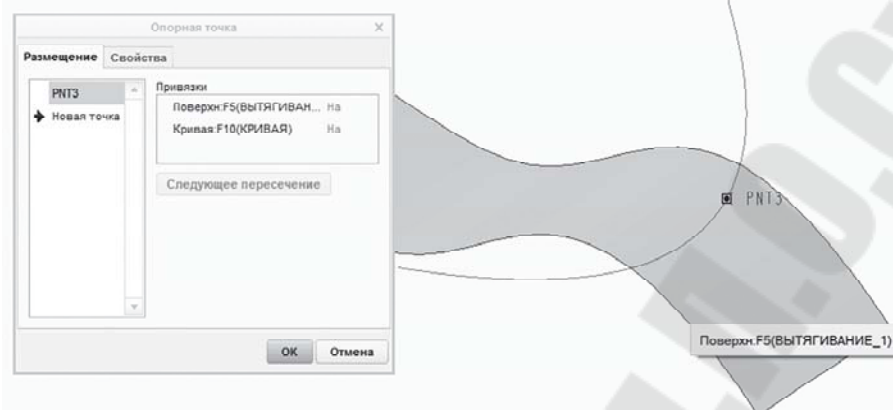 Опорная точка
Размещение Свойства
PNT3
Новая точка
Привязки
Поверхн:F5(ВЫТЯГИВАН... На
Кривая:F10(КРИВАЯ) На
Следующее пересечение
ОК Отмена
PNT3
Поверхн:F5(ВЫТЯГИВАНИЕ_1)